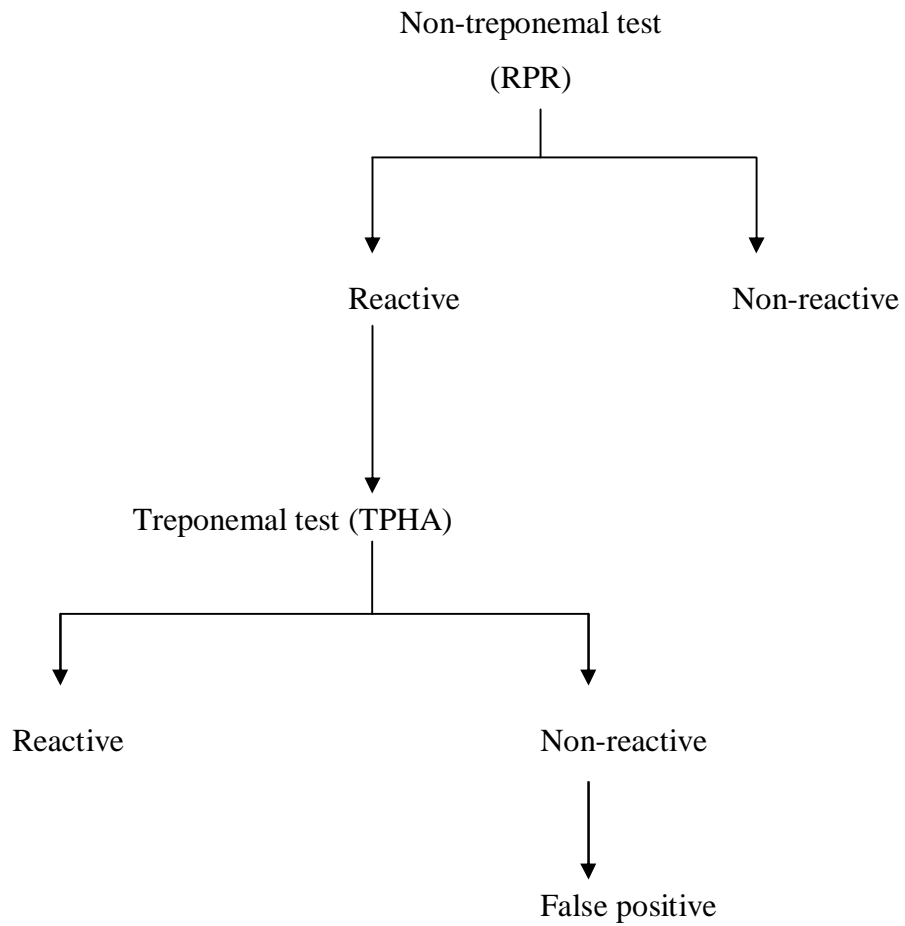 Non-treponemal test
(RPR)
Reactive
Non-reactive
Treponemal test (TPHA)
Reactive
Non-reactive
False positive